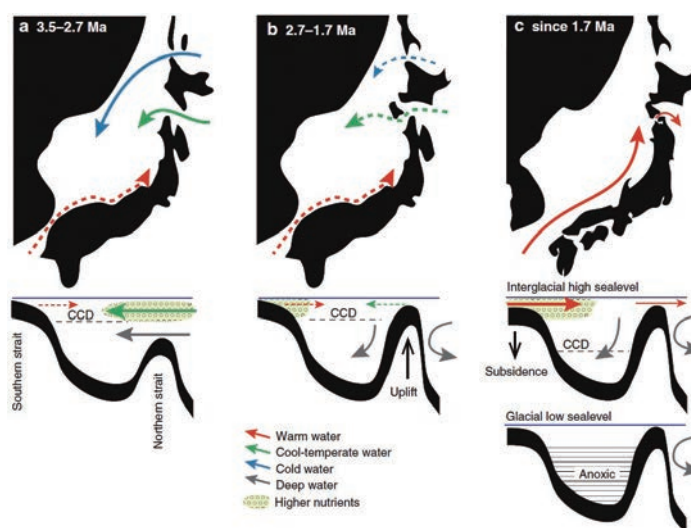 a 3.5–2.7 Ma
b 2.7–1.7 Ma
c since 1.7 Ma
CCD
Southern strait
Northern strait
CCD
Uplift
Warm water
Cool-temperate water
Cold water
Deep water
Higher nutrients
Interglacial high sealevel
CCD
Subsidence
Glacial low sealevel
Anoxic